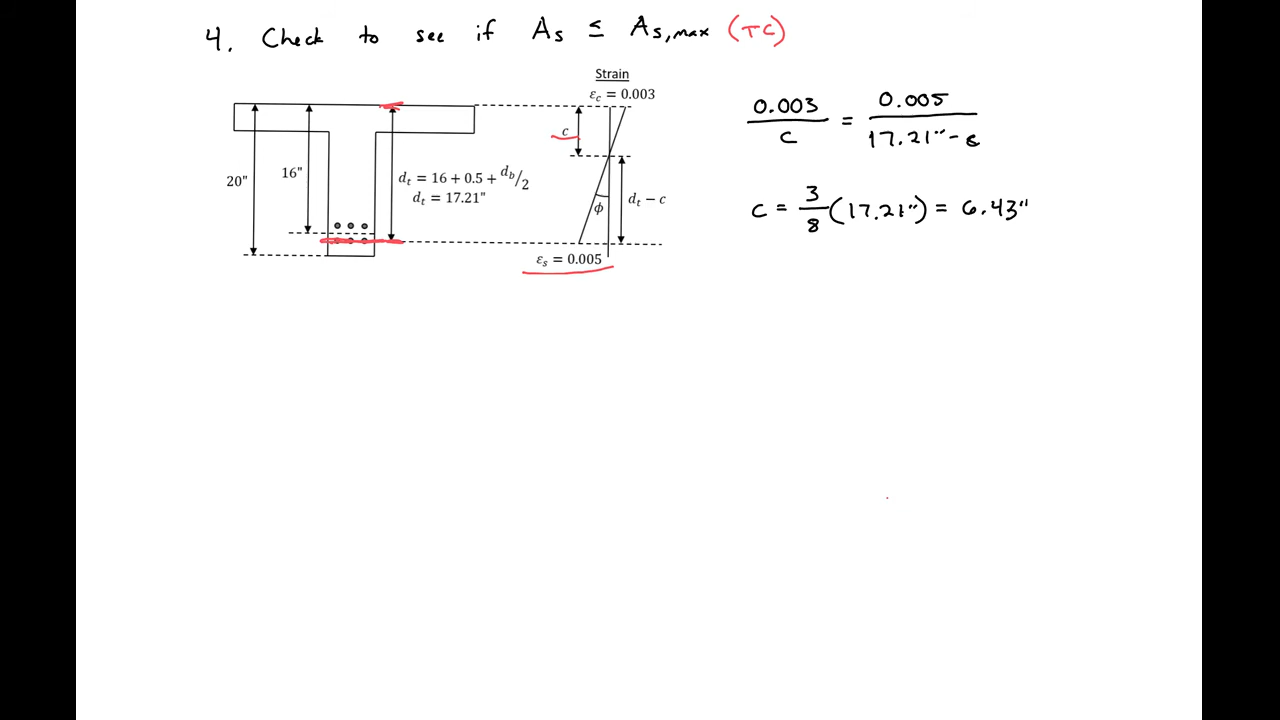 4. Check to see if As ≤ As,max (TC)
Strain
εc = 0.003
0.003/c = 0.005/(17.21" - c)
c
20"
16"
dt = 16 + 0.5 + db/2
dt = 17.21"
dt − c
ϕ
c = 3/8 (17.21") = 6.43"
εs = 0.005